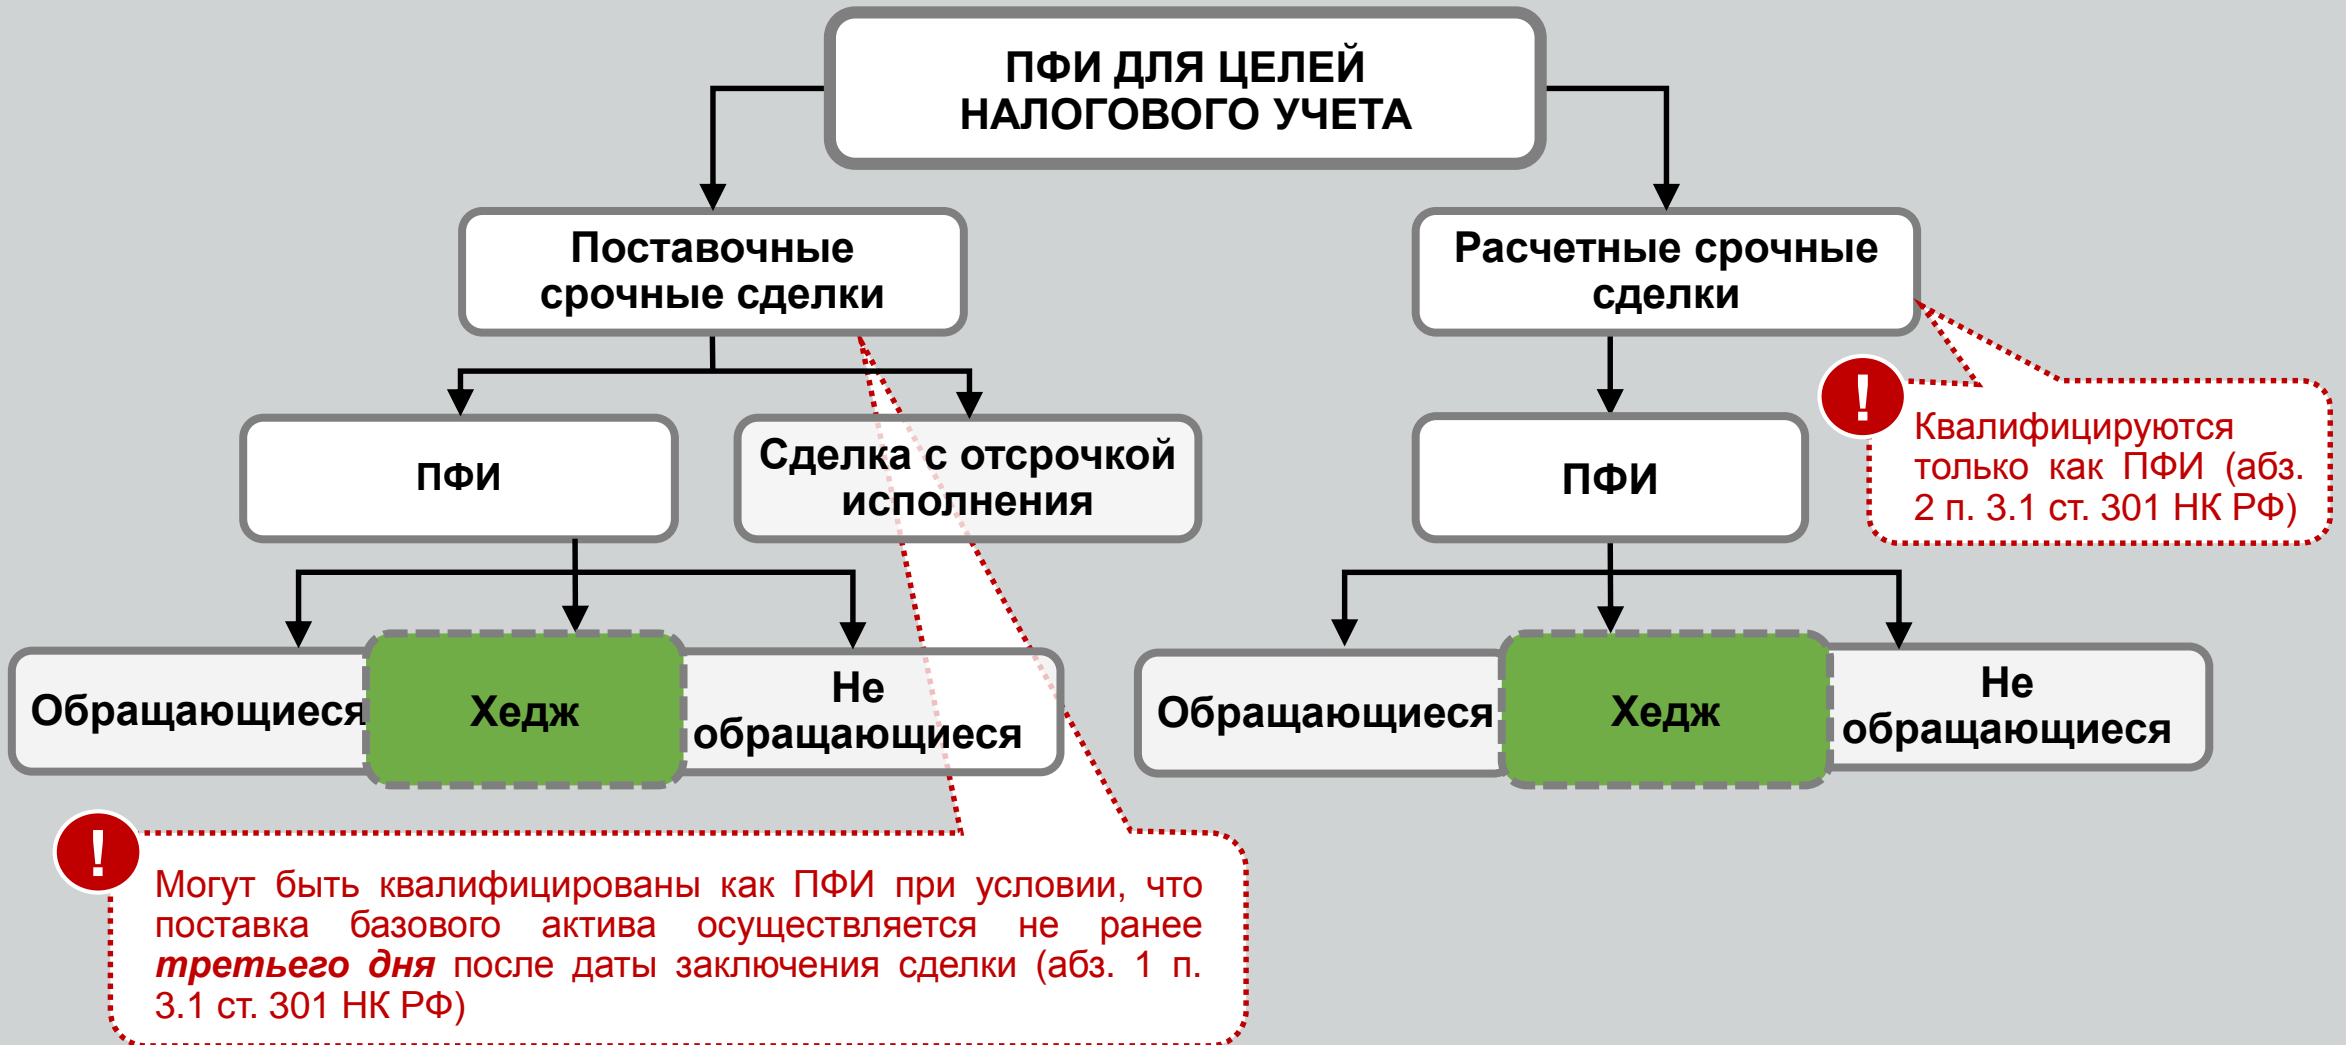 ПФИ ДЛЯ ЦЕЛЕЙ
НАЛОГОВОГО УЧЕТА
Поставочные
срочные сделки
Расчетные срочные
сделки
ПФИ
Сделка с отсрочкой
исполнения
ПФИ
!
Квалифицируются
только как ПФИ (абз.
2 п. 3.1 ст. 301 НК РФ)
Обращающиеся
Хедж
Не
обращающиеся
Обращающиеся
Хедж
Не
обращающиеся
!
Могут быть квалифицированы как ПФИ при условии, что
поставка базового актива осуществляется не ранее
третьего дня после даты заключения сделки (абз. 1 п.
3.1 ст. 301 НК РФ)